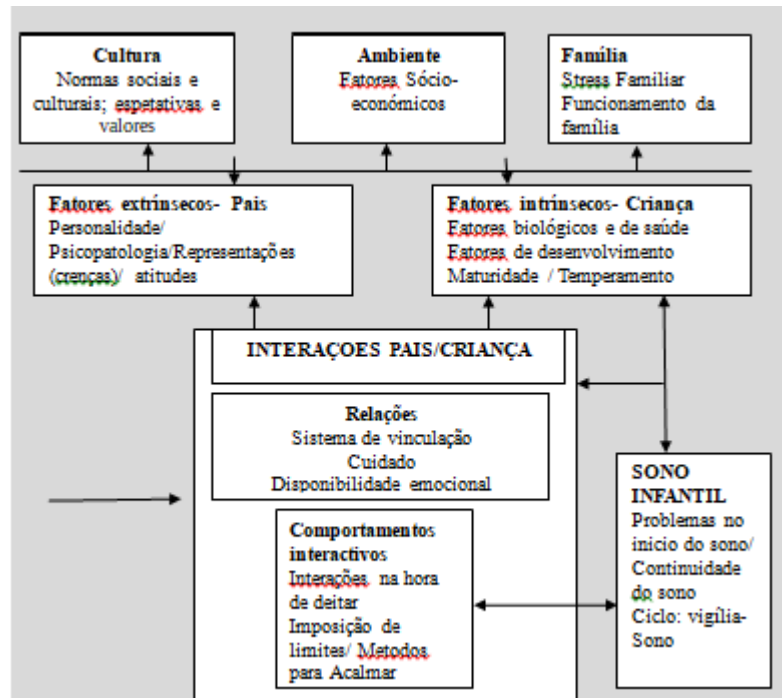 Cultura
Normas sociais e
culturais; espetativas e
valores
Ambiente
Fatores Sócio-
económicos
Família
Stress Familiar
Funcionamento da
família
Fatores extrínsecos- Pais
Personalidade/
Psicopatologia/Representações
(crenças)/ atitudes
Fatores intrínsecos- Criança
Fatores biológicos e de saúde
Fatores de desenvolvimento
Maturidade / Temperamento
INTERAÇOES PAIS/CRIANÇA
Relações
Sistema de vinculação
Cuidado
Disponibilidade emocional
Comportamentos
interactivos
Interações na hora
de deitar
Imposição de
limites/ Metodos
para Acalmar
SONO
INFANTIL
Problemas no
inicio do sono/
Continuidade
do sono
Ciclo: vigília-
Sono